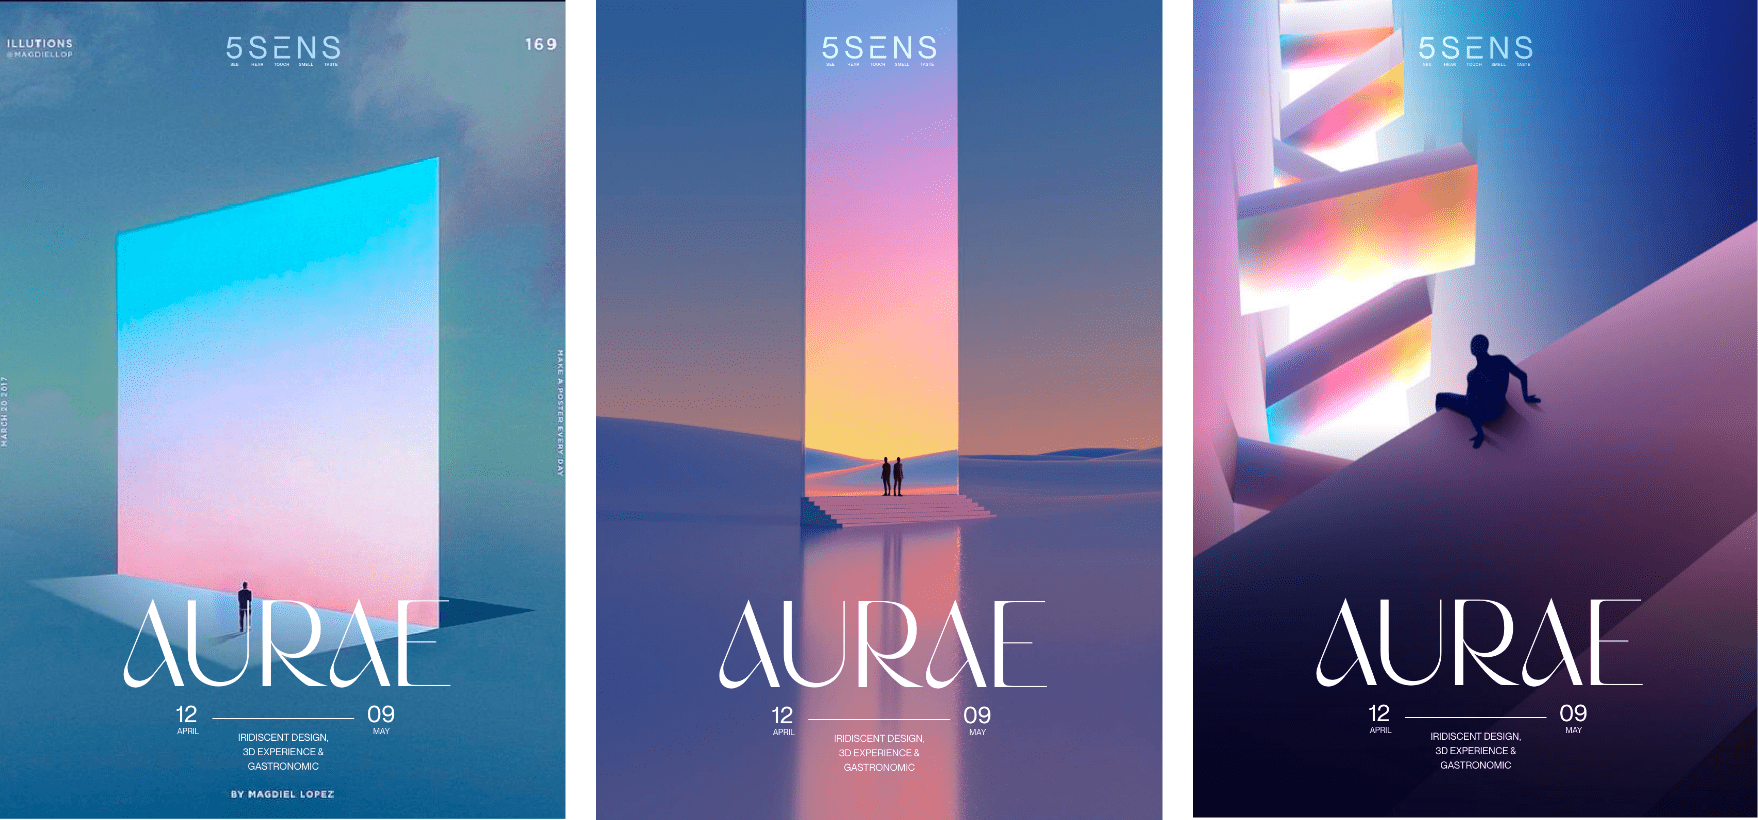 ILLUTIONS
@MAGDIELLOP
5SENS
SEE HEAR TOUCH SMELL TASTE
169
MARCH 20 2017
MAKE A POSTER EVERY DAY
AURAE
12 09
APRIL MAY
IRIDISCENT DESIGN,
3D EXPERIENCE &
GASTRONOMIC
BY MAGDIEL LOPEZ
5SENS
SEE HEAR TOUCH SMELL TASTE
AURAE
12 09
APRIL MAY
IRIDISCENT DESIGN,
3D EXPERIENCE &
GASTRONOMIC
5SENS
SEE HEAR TOUCH SMELL TASTE
AURAE
12 09
APRIL MAY
IRIDISCENT DESIGN,
3D EXPERIENCE &
GASTRONOMIC